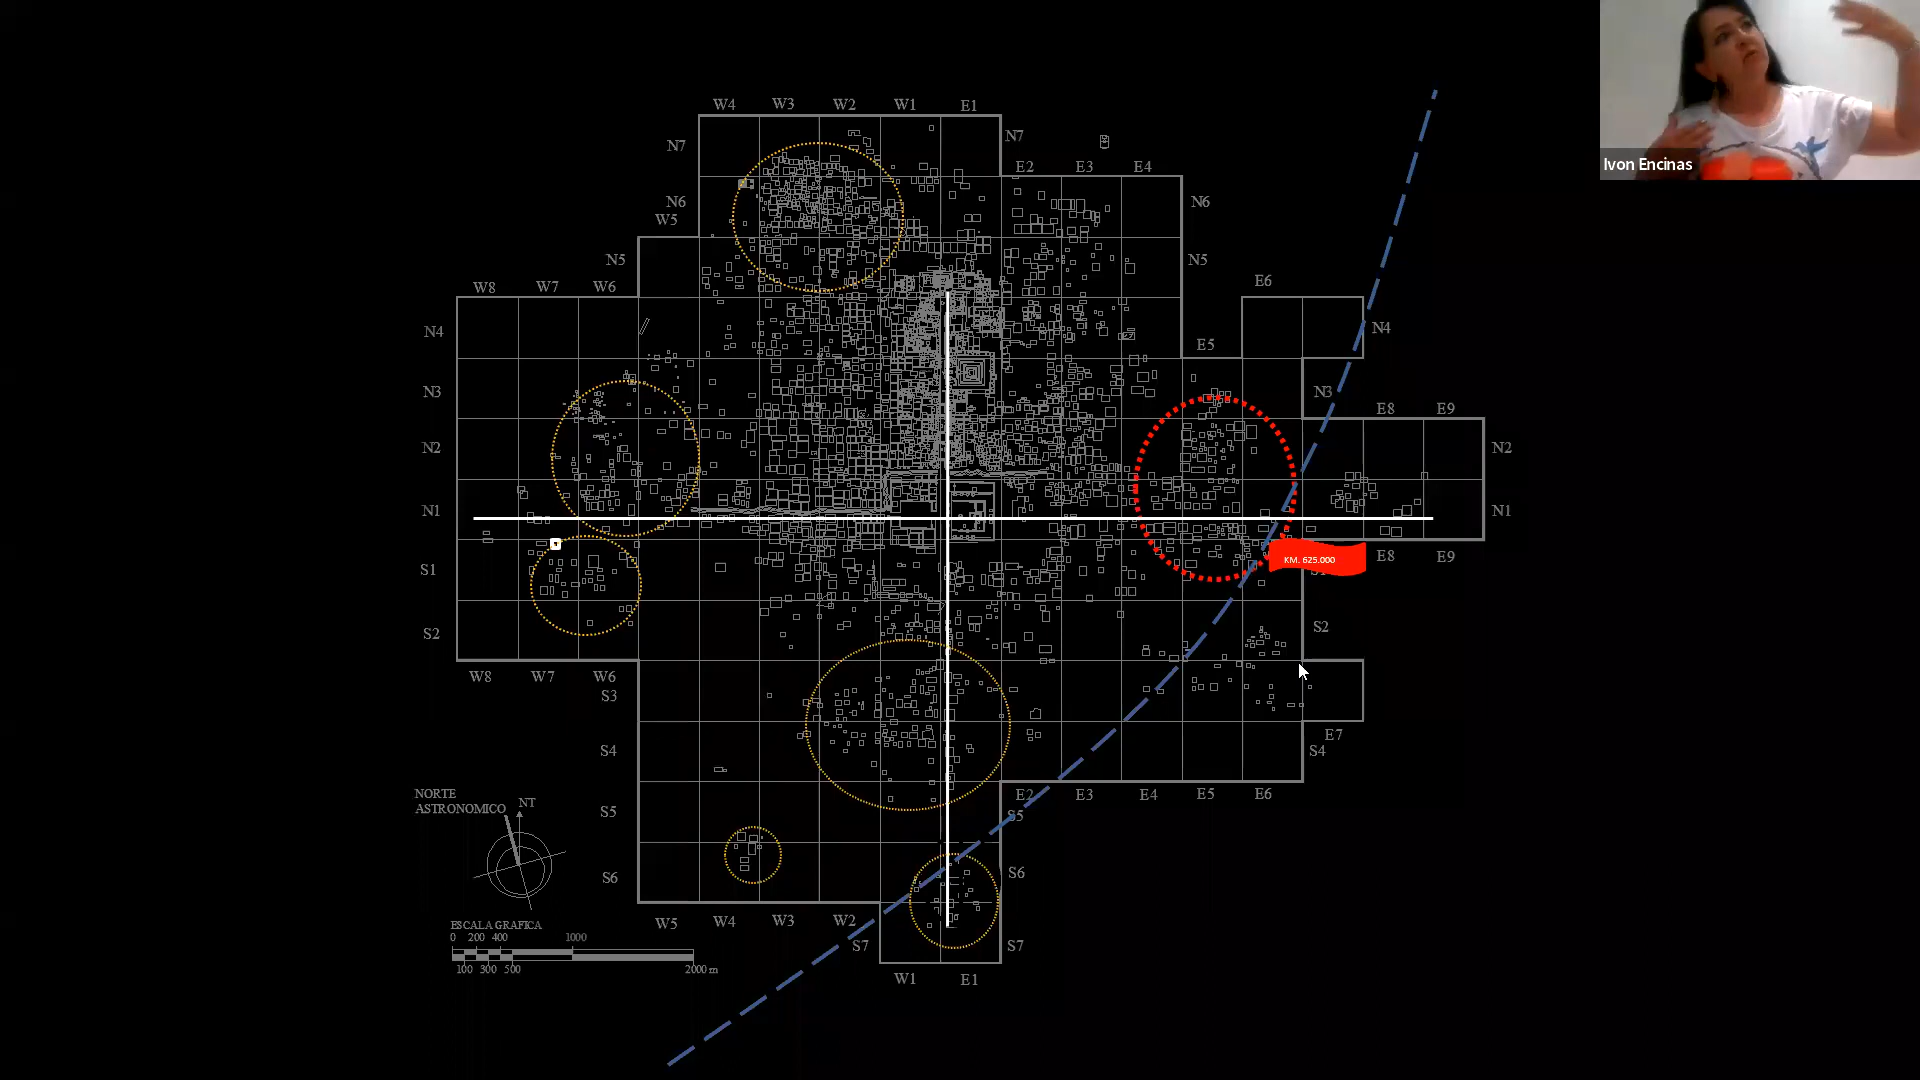 Ivon Encinas
W4 W3 W2 W1 E1
N7 N7
E2 E3 E4
N6 N6
W5
N5 N5
W8 W7 W6 E6
N4 N4
E5
N3 N3
E8 E9
N2 N2
N1 N1
KM. 625.000
E8 E9
S1
S2 S2
W8 W7 W6
S3
E7
S4 S4
NORTE
ASTRONOMICO NT
E2 E3 E4 E5 E6
S5 S5
S6 S6
W5 W4 W3 W2
S7 S7
W1 E1
ESCALA GRAFICA
0 200 400 1000
100 300 500 2000 m